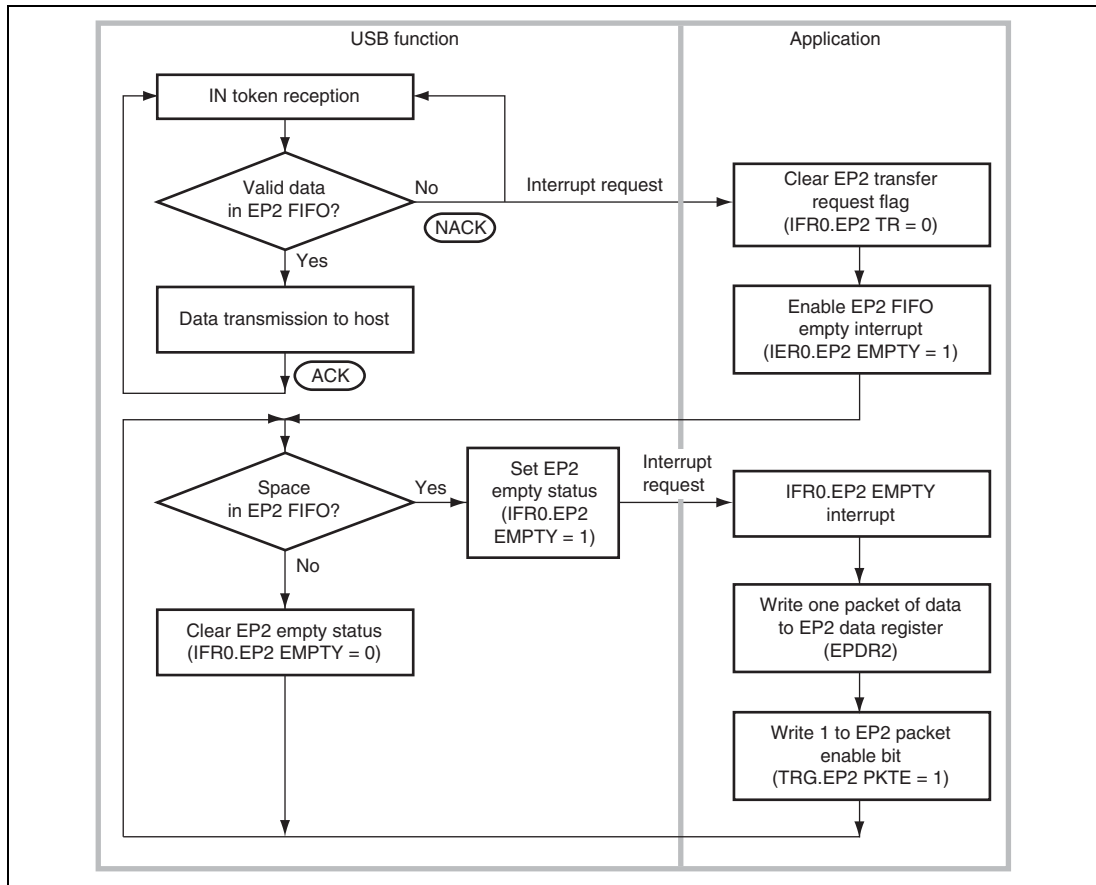 USB function
Application
IN token reception
Valid data
in EP2 FIFO?
No
NACK
Interrupt request
Yes
Data transmission to host
ACK
Clear EP2 transfer
request flag
(IFR0.EP2 TR = 0)
Enable EP2 FIFO
empty interrupt
(IER0.EP2 EMPTY = 1)
Space
in EP2 FIFO?
Yes
No
Set EP2
empty status
(IFR0.EP2
EMPTY = 1)
Interrupt
request
IFR0.EP2 EMPTY
interrupt
Clear EP2 empty status
(IFR0.EP2 EMPTY = 0)
Write one packet of data
to EP2 data register
(EPDR2)
Write 1 to EP2 packet
enable bit
(TRG.EP2 PKTE = 1)